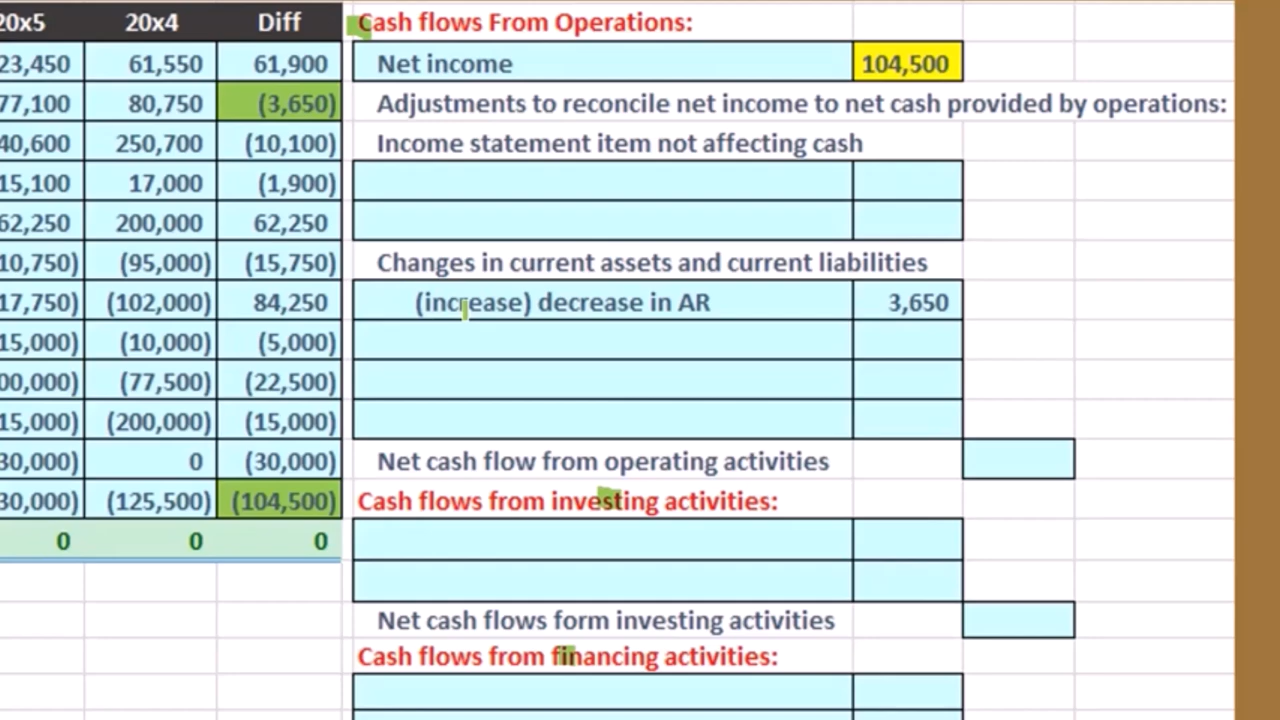 20x5 20x4 Diff Cash flows From Operations:
23,450 61,550 61,900 Net income 104,500
77,100 80,750 (3,650) Adjustments to reconcile net income to net cash provided by operations:
40,600 250,700 (10,100) Income statement item not affecting cash
15,100 17,000 (1,900)
62,250 200,000 62,250
10,750) (95,000) (15,750) Changes in current assets and current liabilities
17,750) (102,000) 84,250 (increase) decrease in AR 3,650
15,000) (10,000) (5,000)
00,000) (77,500) (22,500)
15,000) (200,000) (15,000)
30,000) 0 (30,000) Net cash flow from operating activities
30,000) (125,500) (104,500) Cash flows from investing activities:
0 0 0
Net cash flows form investing activities
Cash flows from financing activities: